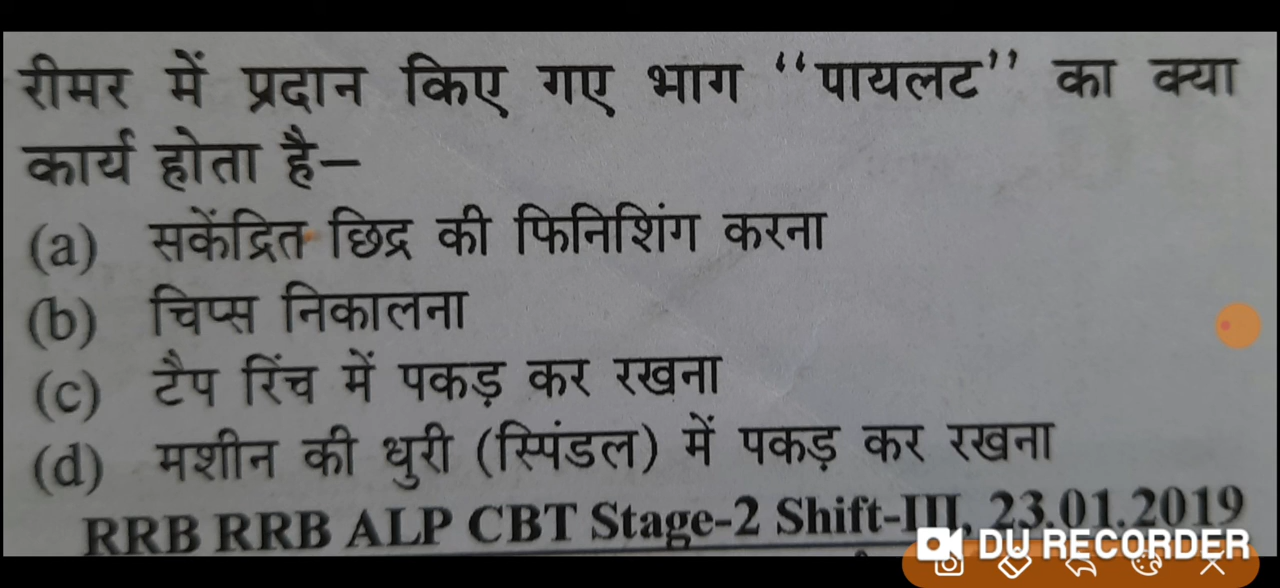 रीमर में प्रदान किए गए भाग ‘‘पायलट’’ का क्या
कार्य होता है–
(a) सकेंद्रित छिद्र की फिनिशिंग करना
(b) चिप्स निकालना
(c) टैप रिंच में पकड़ कर रखना
(d) मशीन की धुरी (स्पिंडल) में पकड़ कर रखना
RRB RRB ALP CBT Stage-2 Shift-III, 23.01.2019
DU RECORDER